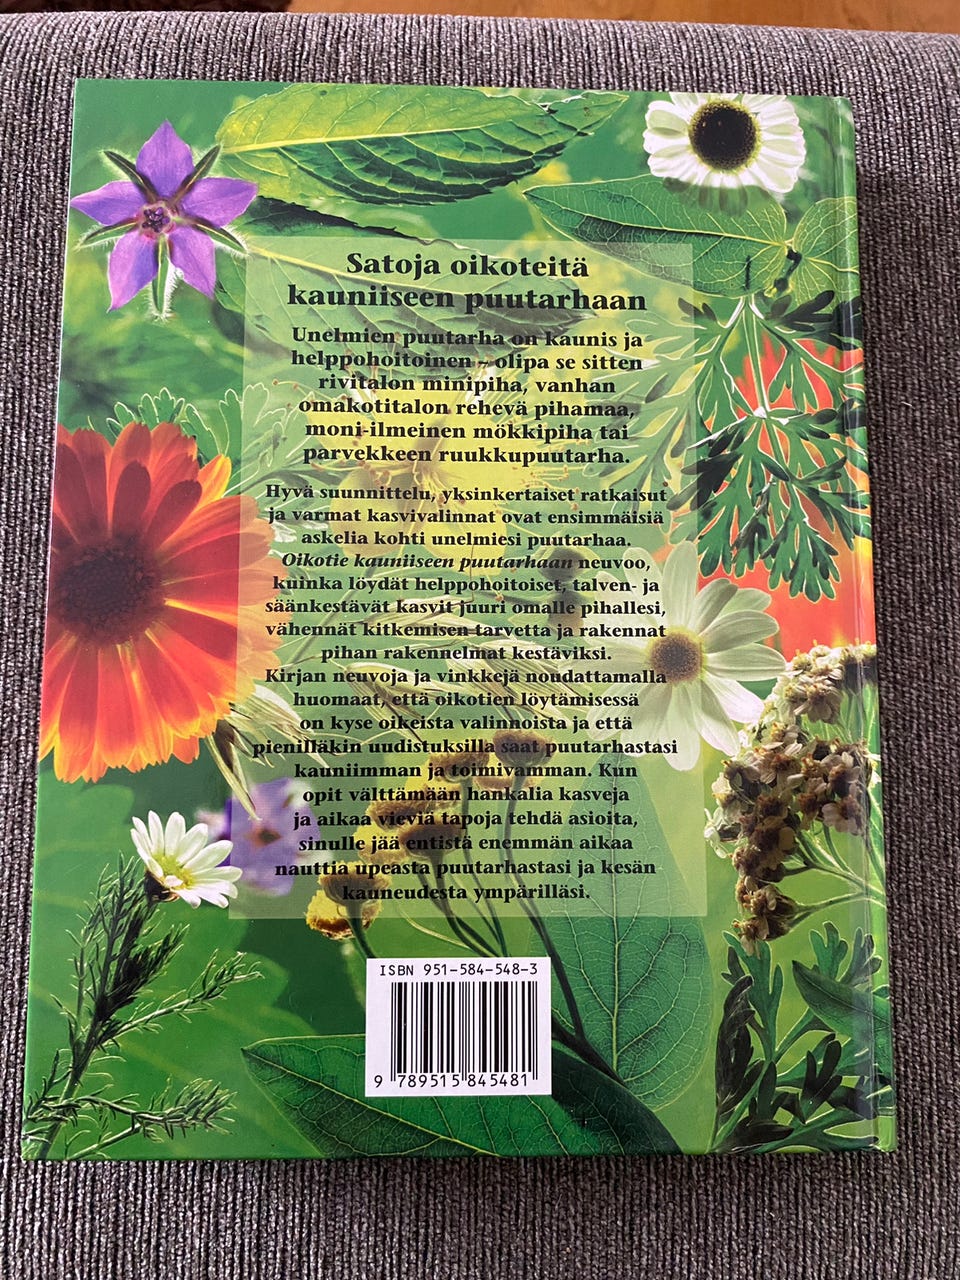 Satoja oikoteitä
kauniiseen puutarhaan
Unelmien puutarha on kaunis ja
helppohoitoinen – olipa se sitten
rivitalon minipiha, vanhan
omakotitalon rehevä pihamaa,
moni-ilmeinen mökkipiha tai
parvekkeen ruukkupuutarha.
Hyvä suunnittelu, yksinkertaiset ratkaisut
ja varmat kasvivalinnat ovat ensimmäisiä
askelia kohti unelmiesi puutarhaa.
Oikotie kauniiseen puutarhaan neuvoo,
kuinka löydät helppohoitoiset, talven- ja
säänkestävät kasvit juuri omalle pihallesi,
vähennät kitkemisen tarvetta ja rakennat
pihan rakennelmat kestäviksi.
Kirjan neuvoja ja vinkkejä noudattamalla
huomaat, että oikotien löytämisessä
on kyse oikeista valinnoista ja että
pienilläkin uudistuksilla saat puutarhastasi
kauniimman ja toimivamman. Kun
opit välttämään hankalia kasveja
ja aikaa vieviä tapoja tehdä asioita,
sinulle jää entistä enemmän aikaa
nauttia upeasta puutarhastasi ja kesän
kauneudesta ympärilläsi.
ISBN 951-584-548-3
9 789515 845481